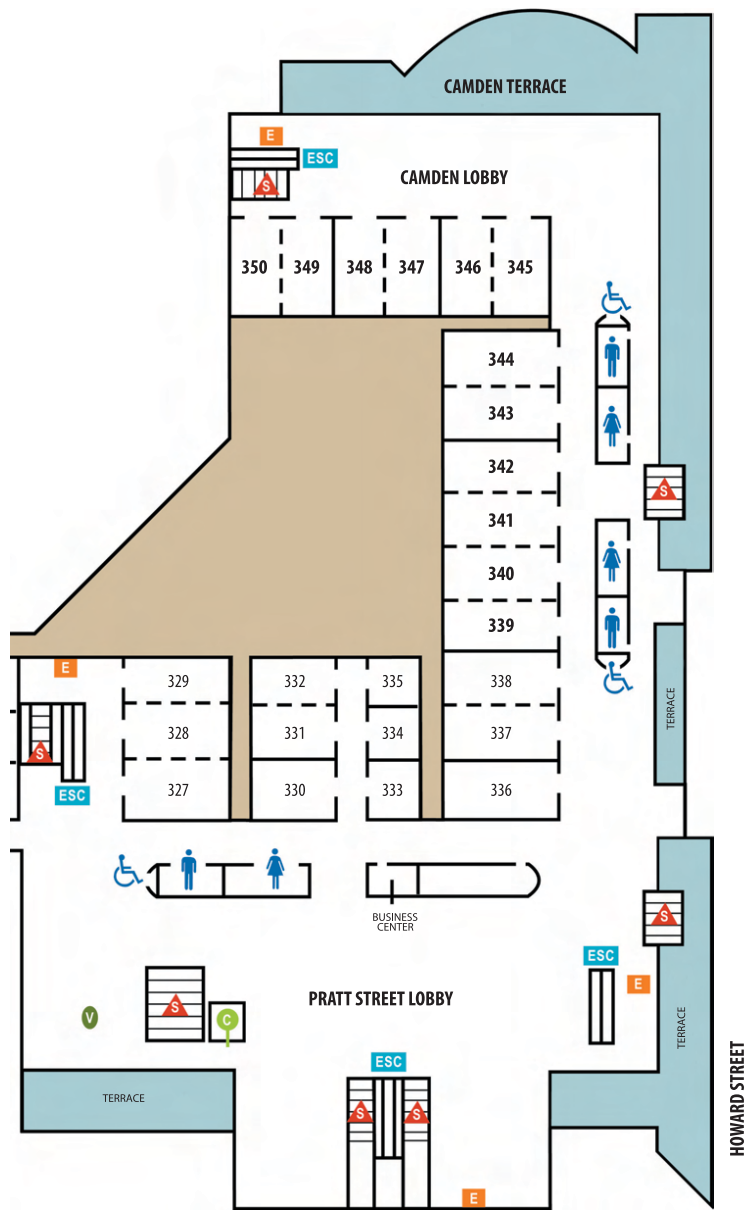 CAMDEN TERRACE
E
ESC
S
CAMDEN LOBBY
350 349 348 347 346 345
344
343
342
S
341
340
339
E
329 332 335 338
TERRACE
328 331 334 337
S
ESC
327 330 333 336
BUSINESS
CENTER
S
ESC
E
PRATT STREET LOBBY
S
V
C
TERRACE
ESC
TERRACE
S S
E
HOWARD STREET